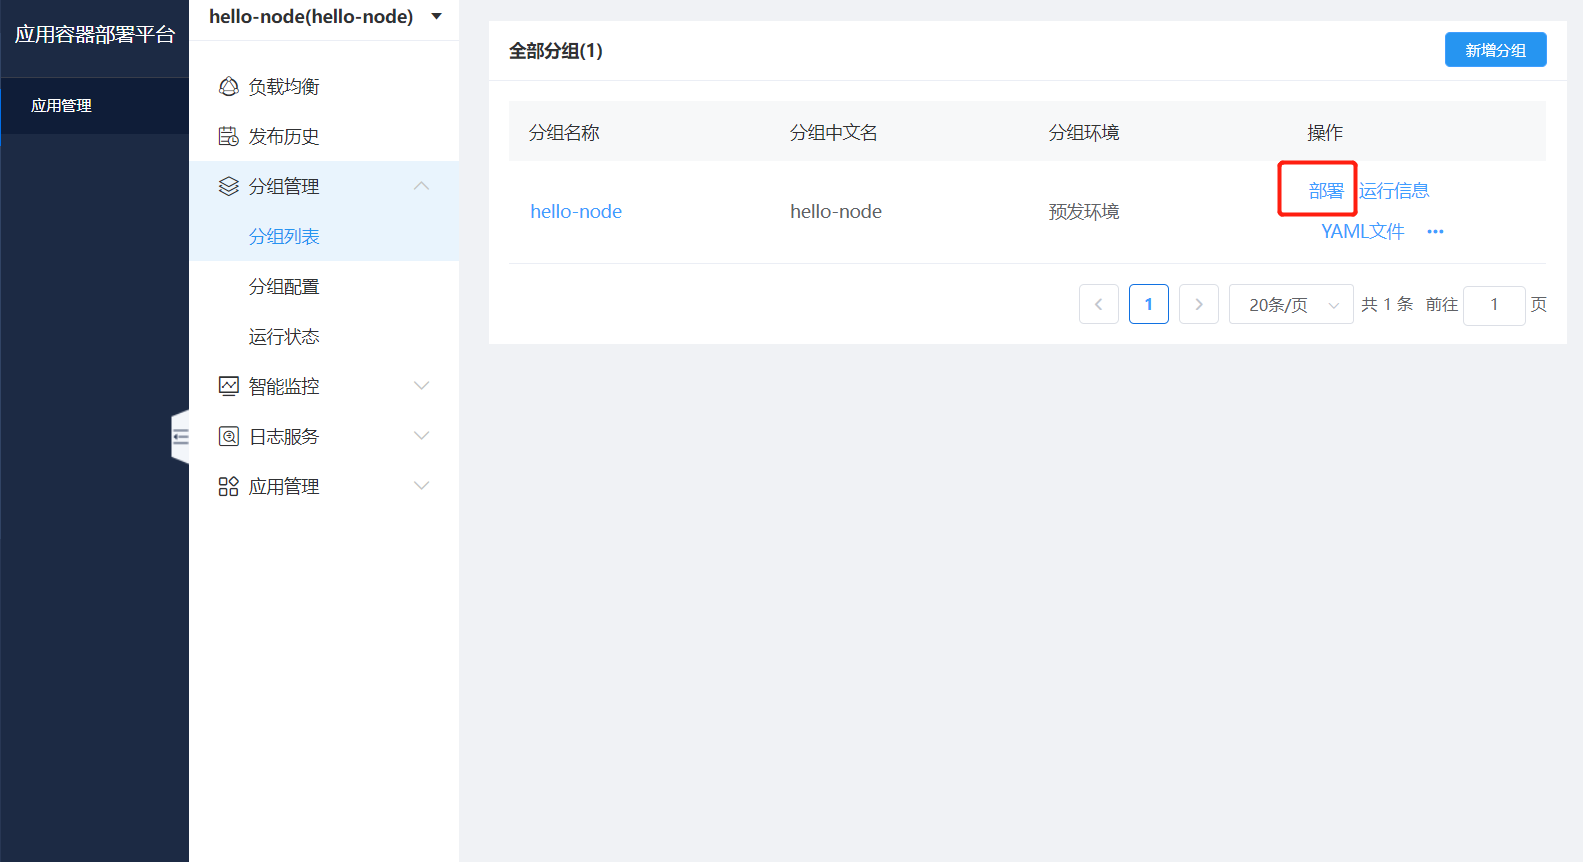 应用容器部署平台
应用管理
hello-node(hello-node)
负载均衡
发布历史
分组管理
分组列表
分组配置
运行状态
智能监控
日志服务
应用管理
全部分组(1)
新增分组
分组名称 分组中文名 分组环境 操作
hello-node hello-node 预发环境 部署 运行信息
YAML文件 •••
1 20条/页 共 1 条 前往 1 页